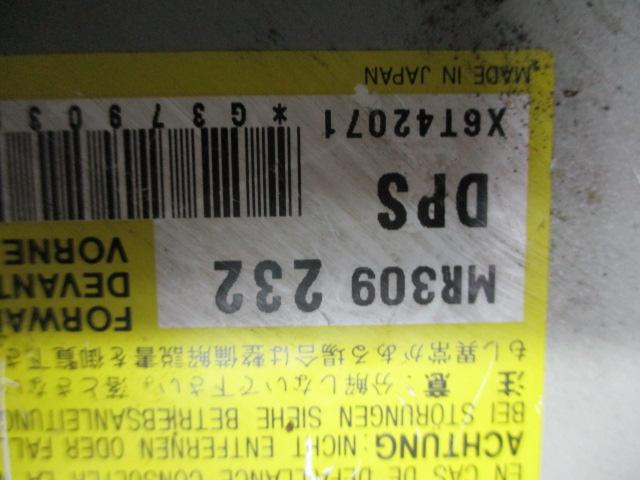 EN CAS DE DEFAILLANCE CONSULTER LA
ACHTUNG: NICHT ENTFERNEN ODER FALL
BEI STÖRUNGEN SIEHE BETRIEBSANLEITUNG
注 意:分解しないで下さい。落とさな
もし異常がある場合は整備解説書を御覧下さ
MR309 232
FORWA
DEVANT
VORNE
DPS
X6T42071
*G37903
MADE IN JAPAN